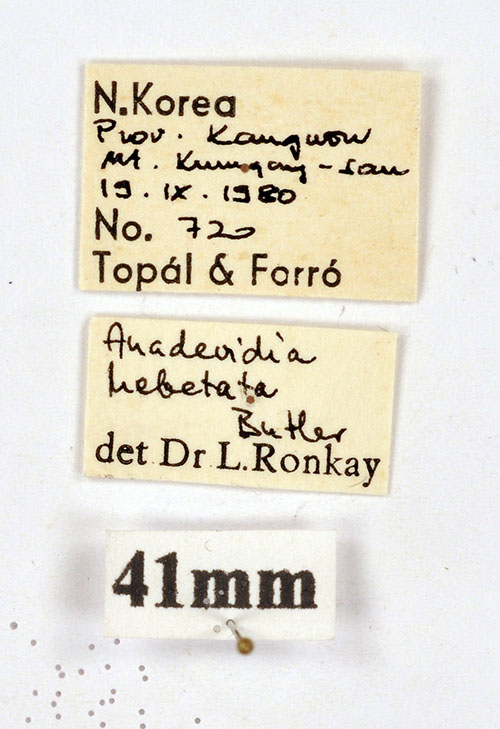 N.Korea
Prov. Kangwon
Mt. Kumgang-san
19.IX.1980
No. 720
Topál & Forró
Anadevidia
hebetata
Butler
det Dr L.Ronkay
41mm